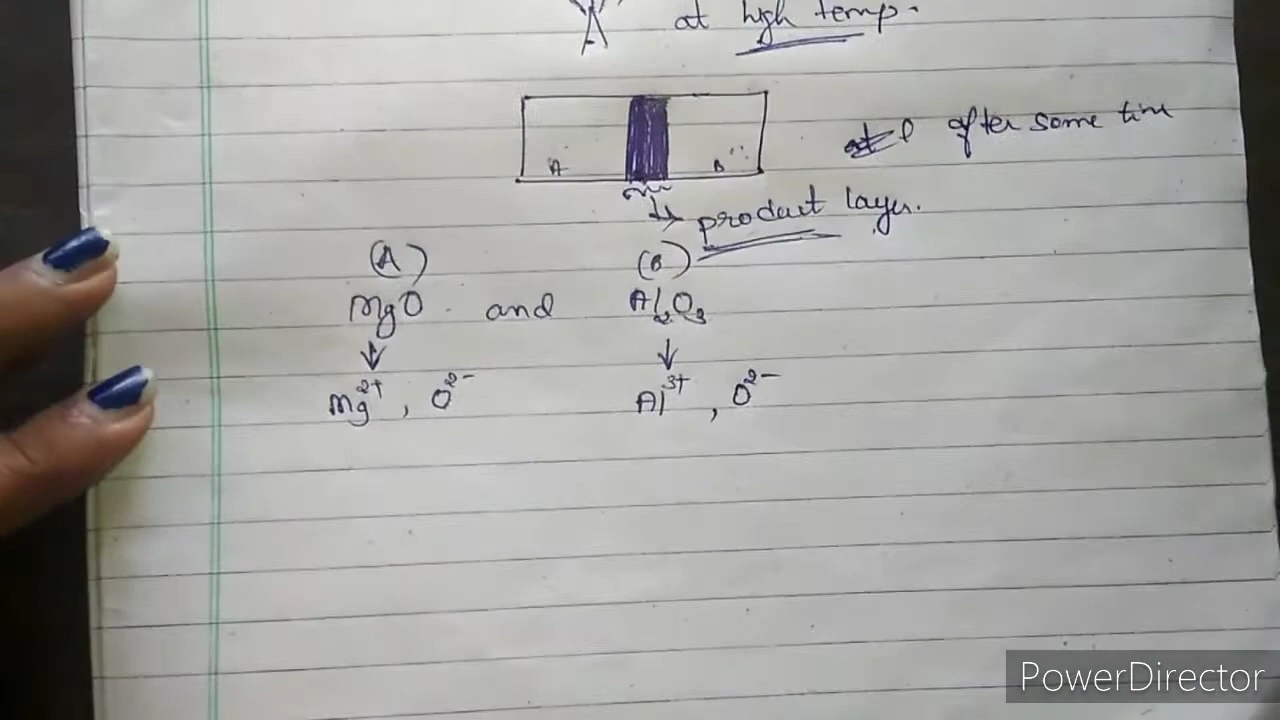 at high temp.
A B
after some time
product layer.
(A) (B)
MgO and Al₂O₃
↓ ↓
Mg²⁺, O²⁻ Al³⁺, O²⁻
PowerDirector